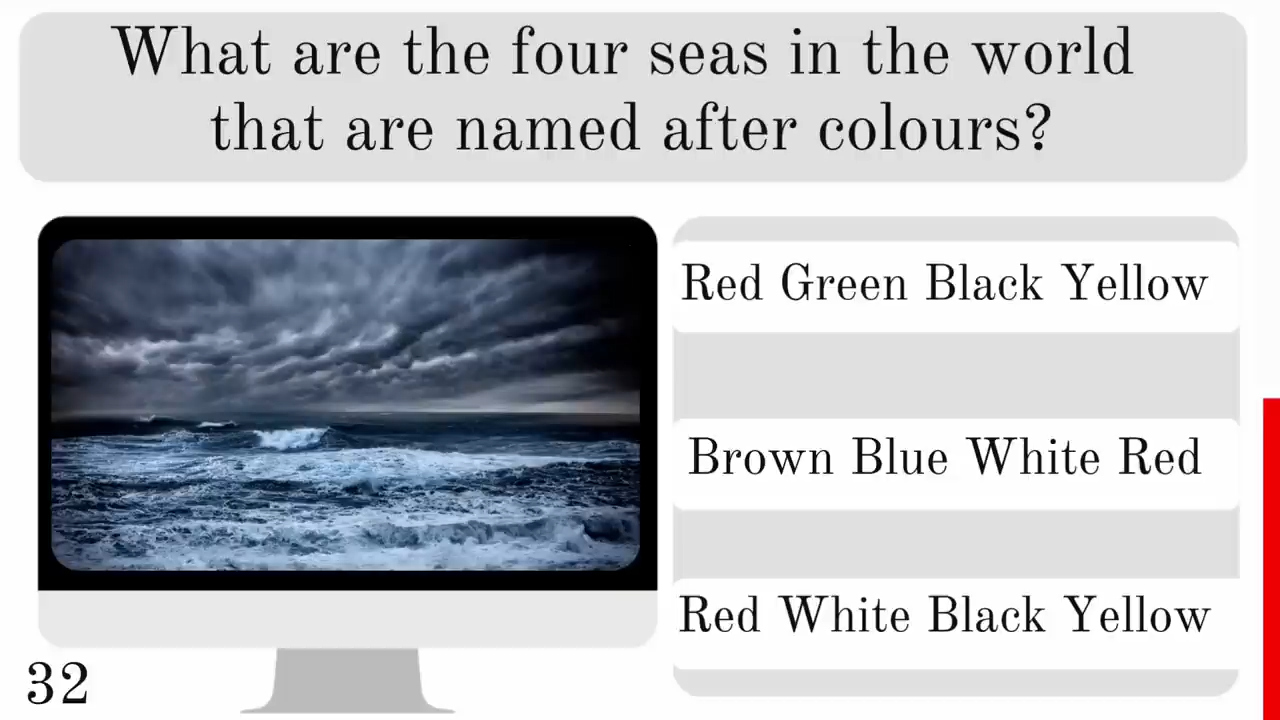 What are the four seas in the world
that are named after colours?
Red Green Black Yellow
Brown Blue White Red
Red White Black Yellow
32